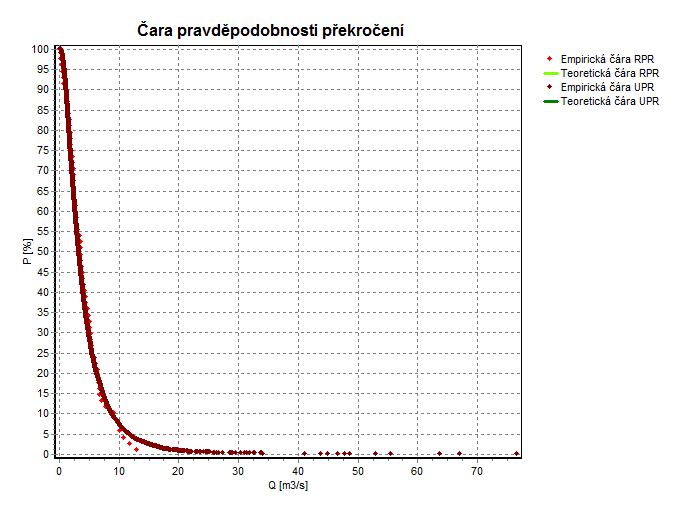 Čara pravděpodobnosti překročení
100
95
90
85
80
75
70
65
60
55
50
45
40
35
30
25
20
15
10
5
0
P [%]
0 10 20 30 40 50 60 70
Q [m3/s]
Empirická čára RPR
Teoretická čára RPR
Empirická čára UPR
Teoretická čára UPR